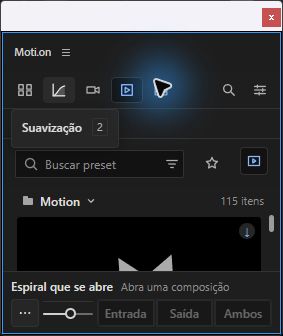 Moti.on
Suavização 2
Buscar preset
Motion
115 itens
Espiral que se abre Abra uma composição
Entrada Saída Ambos